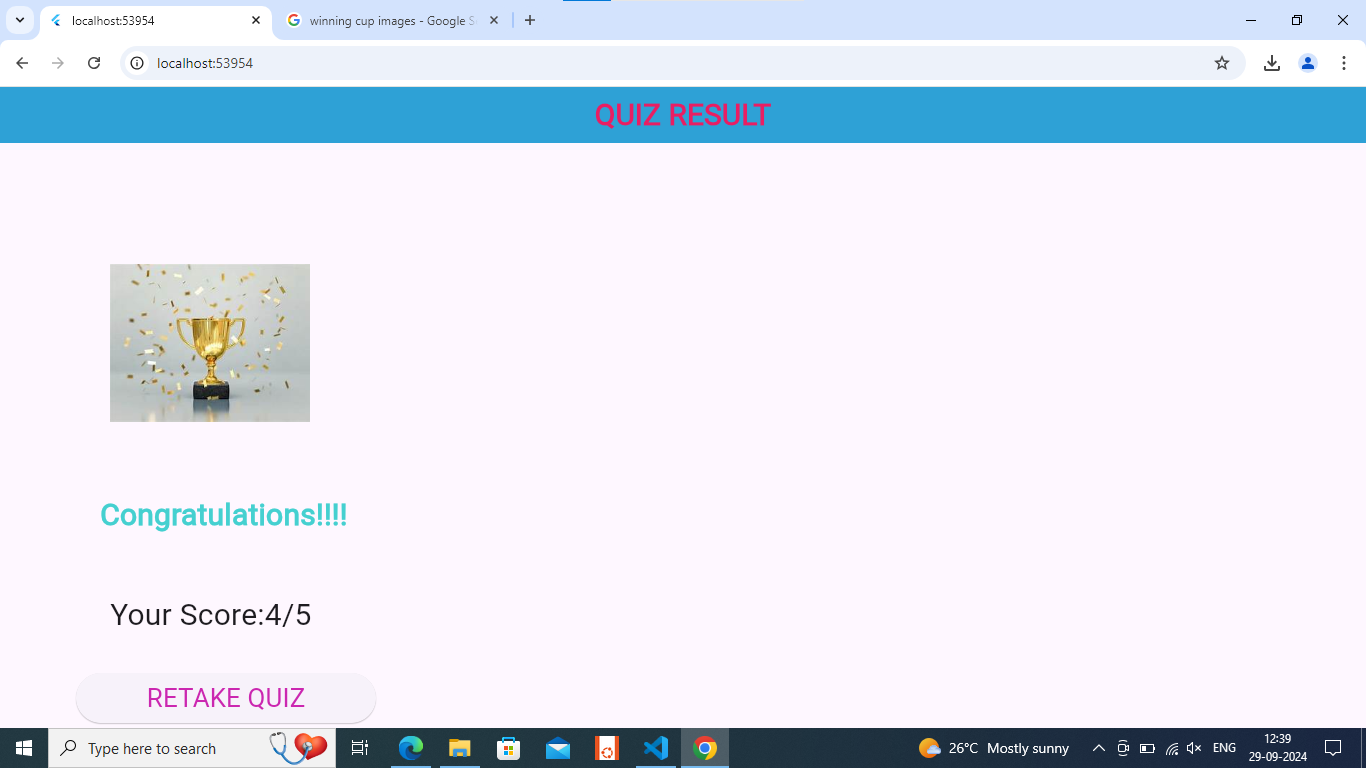 localhost:53954
winning cup images - Google S
localhost:53954
QUIZ RESULT
Congratulations!!!!
Your Score:4/5
RETAKE QUIZ
Type here to search
26°C Mostly sunny
ENG
12:39
29-09-2024